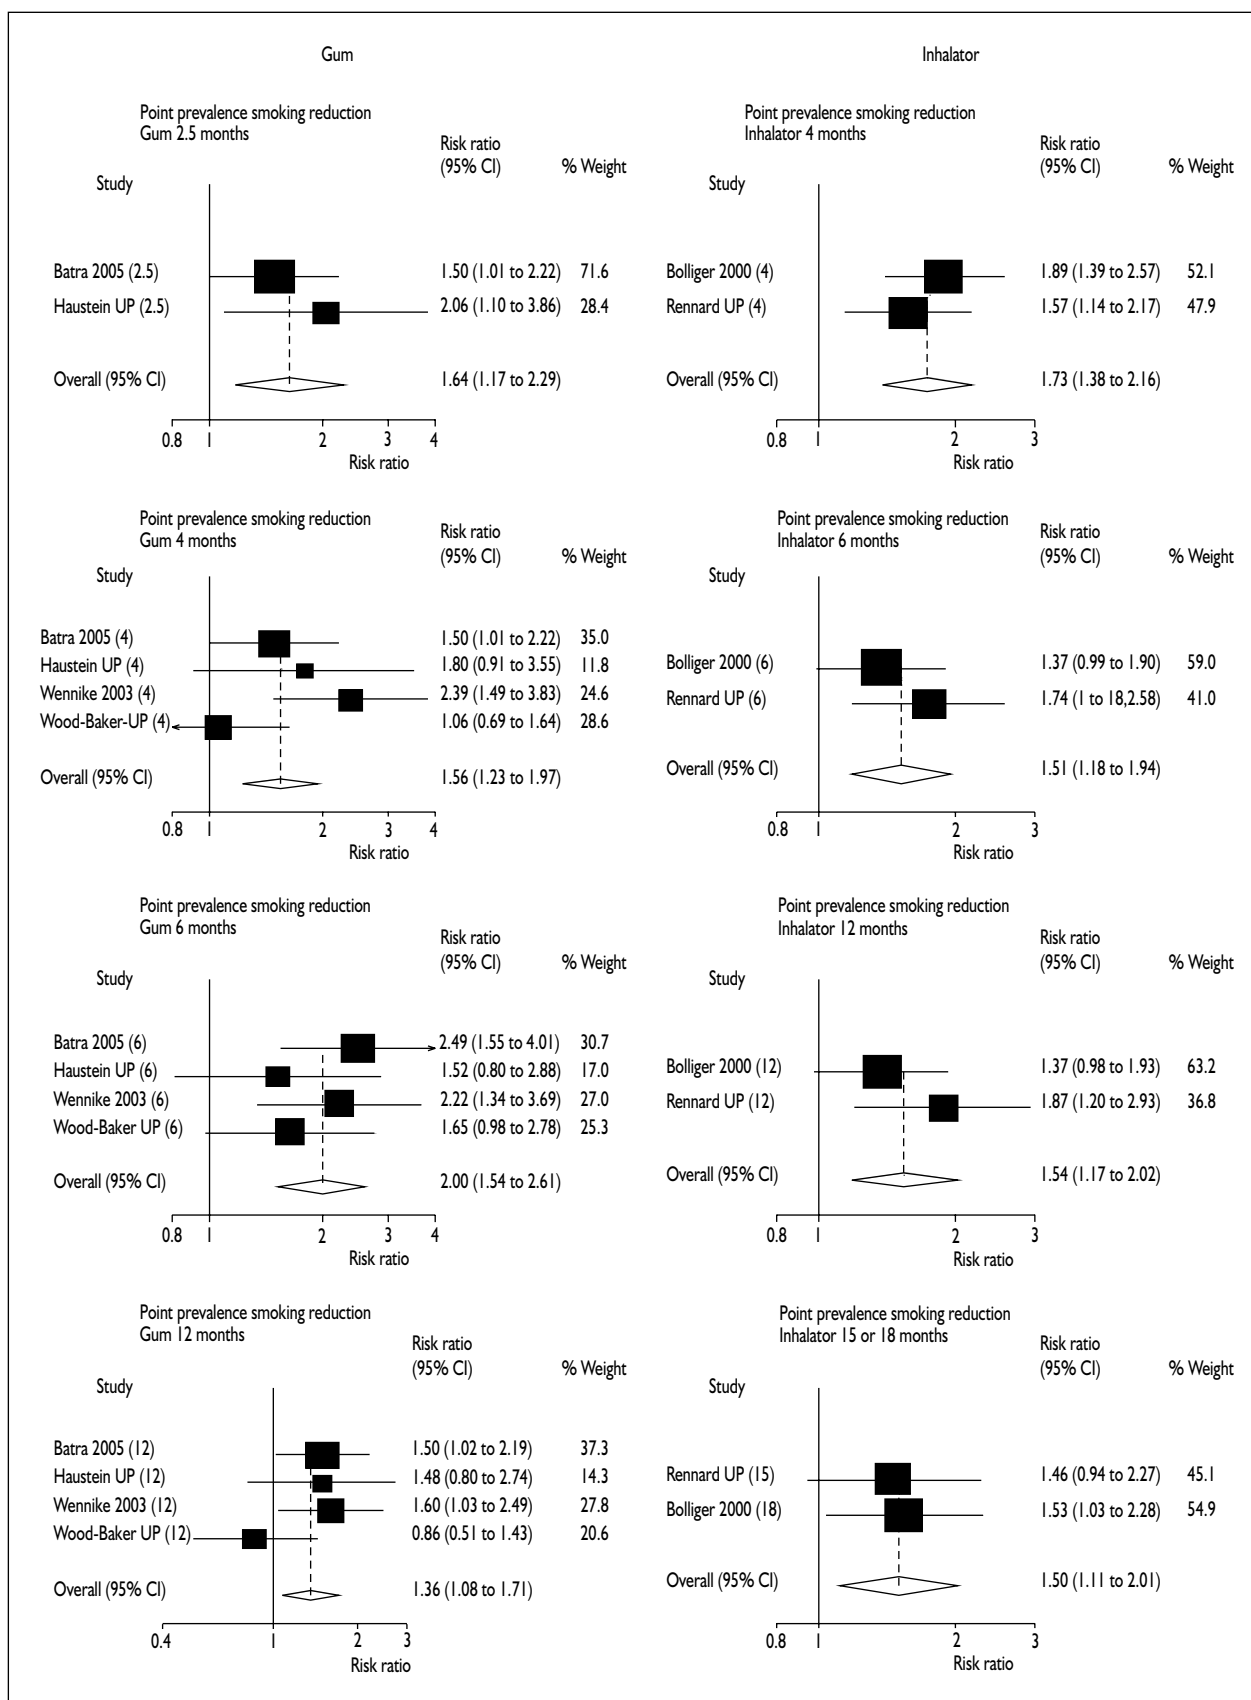 Gum
Point prevalence smoking reduction
Gum 2.5 months
Risk ratio
(95% CI) % Weight
Study
Batra 2005 (2.5) 1.50 (1.01 to 2.22) 71.6
Haustein UP (2.5) 2.06 (1.10 to 3.86) 28.4
Overall (95% CI) 1.64 (1.17 to 2.29)
0.8 1 2 3 4
Risk ratio
Point prevalence smoking reduction
Gum 4 months
Risk ratio
(95% CI) % Weight
Study
Batra 2005 (4) 1.50 (1.01 to 2.22) 35.0
Haustein UP (4) 1.80 (0.91 to 3.55) 11.8
Wennike 2003 (4) 2.39 (1.49 to 3.83) 24.6
Wood-Baker-UP (4) 1.06 (0.69 to 1.64) 28.6
Overall (95% CI) 1.56 (1.23 to 1.97)
0.8 1 2 3 4
Risk ratio
Point prevalence smoking reduction
Gum 6 months
Risk ratio
(95% CI) % Weight
Study
Batra 2005 (6) 2.49 (1.55 to 4.01) 30.7
Haustein UP (6) 1.52 (0.80 to 2.88) 17.0
Wennike 2003 (6) 2.22 (1.34 to 3.69) 27.0
Wood-Baker UP (6) 1.65 (0.98 to 2.78) 25.3
Overall (95% CI) 2.00 (1.54 to 2.61)
0.8 1 2 3 4
Risk ratio
Point prevalence smoking reduction
Gum 12 months
Risk ratio
(95% CI) % Weight
Study
Batra 2005 (12) 1.50 (1.02 to 2.19) 37.3
Haustein UP (12) 1.48 (0.80 to 2.74) 14.3
Wennike 2003 (12) 1.60 (1.03 to 2.49) 27.8
Wood-Baker UP (12) 0.86 (0.51 to 1.43) 20.6
Overall (95% CI) 1.36 (1.08 to 1.71)
0.4 1 2 3
Risk ratio
Inhalator
Point prevalence smoking reduction
Inhalator 4 months
Risk ratio
(95% CI) % Weight
Study
Bolliger 2000 (4) 1.89 (1.39 to 2.57) 52.1
Rennard UP (4) 1.57 (1.14 to 2.17) 47.9
Overall (95% CI) 1.73 (1.38 to 2.16)
0.8 1 2 3
Risk ratio
Point prevalence smoking reduction
Inhalator 6 months
Risk ratio
(95% CI) % Weight
Study
Bolliger 2000 (6) 1.37 (0.99 to 1.90) 59.0
Rennard UP (6) 1.74 (1 to 18,2.58) 41.0
Overall (95% CI) 1.51 (1.18 to 1.94)
0.8 1 2 3
Risk ratio
Point prevalence smoking reduction
Inhalator 12 months
Risk ratio
(95% CI) % Weight
Study
Bolliger 2000 (12) 1.37 (0.98 to 1.93) 63.2
Rennard UP (12) 1.87 (1.20 to 2.93) 36.8
Overall (95% CI) 1.54 (1.17 to 2.02)
0.8 1 2 3
Risk ratio
Point prevalence smoking reduction
Inhalator 15 or 18 months
Risk ratio
(95% CI) % Weight
Study
Rennard UP (15) 1.46 (0.94 to 2.27) 45.1
Bolliger 2000 (18) 1.53 (1.03 to 2.28) 54.9
Overall (95% CI) 1.50 (1.11 to 2.01)
0.8 1 2 3
Risk ratio